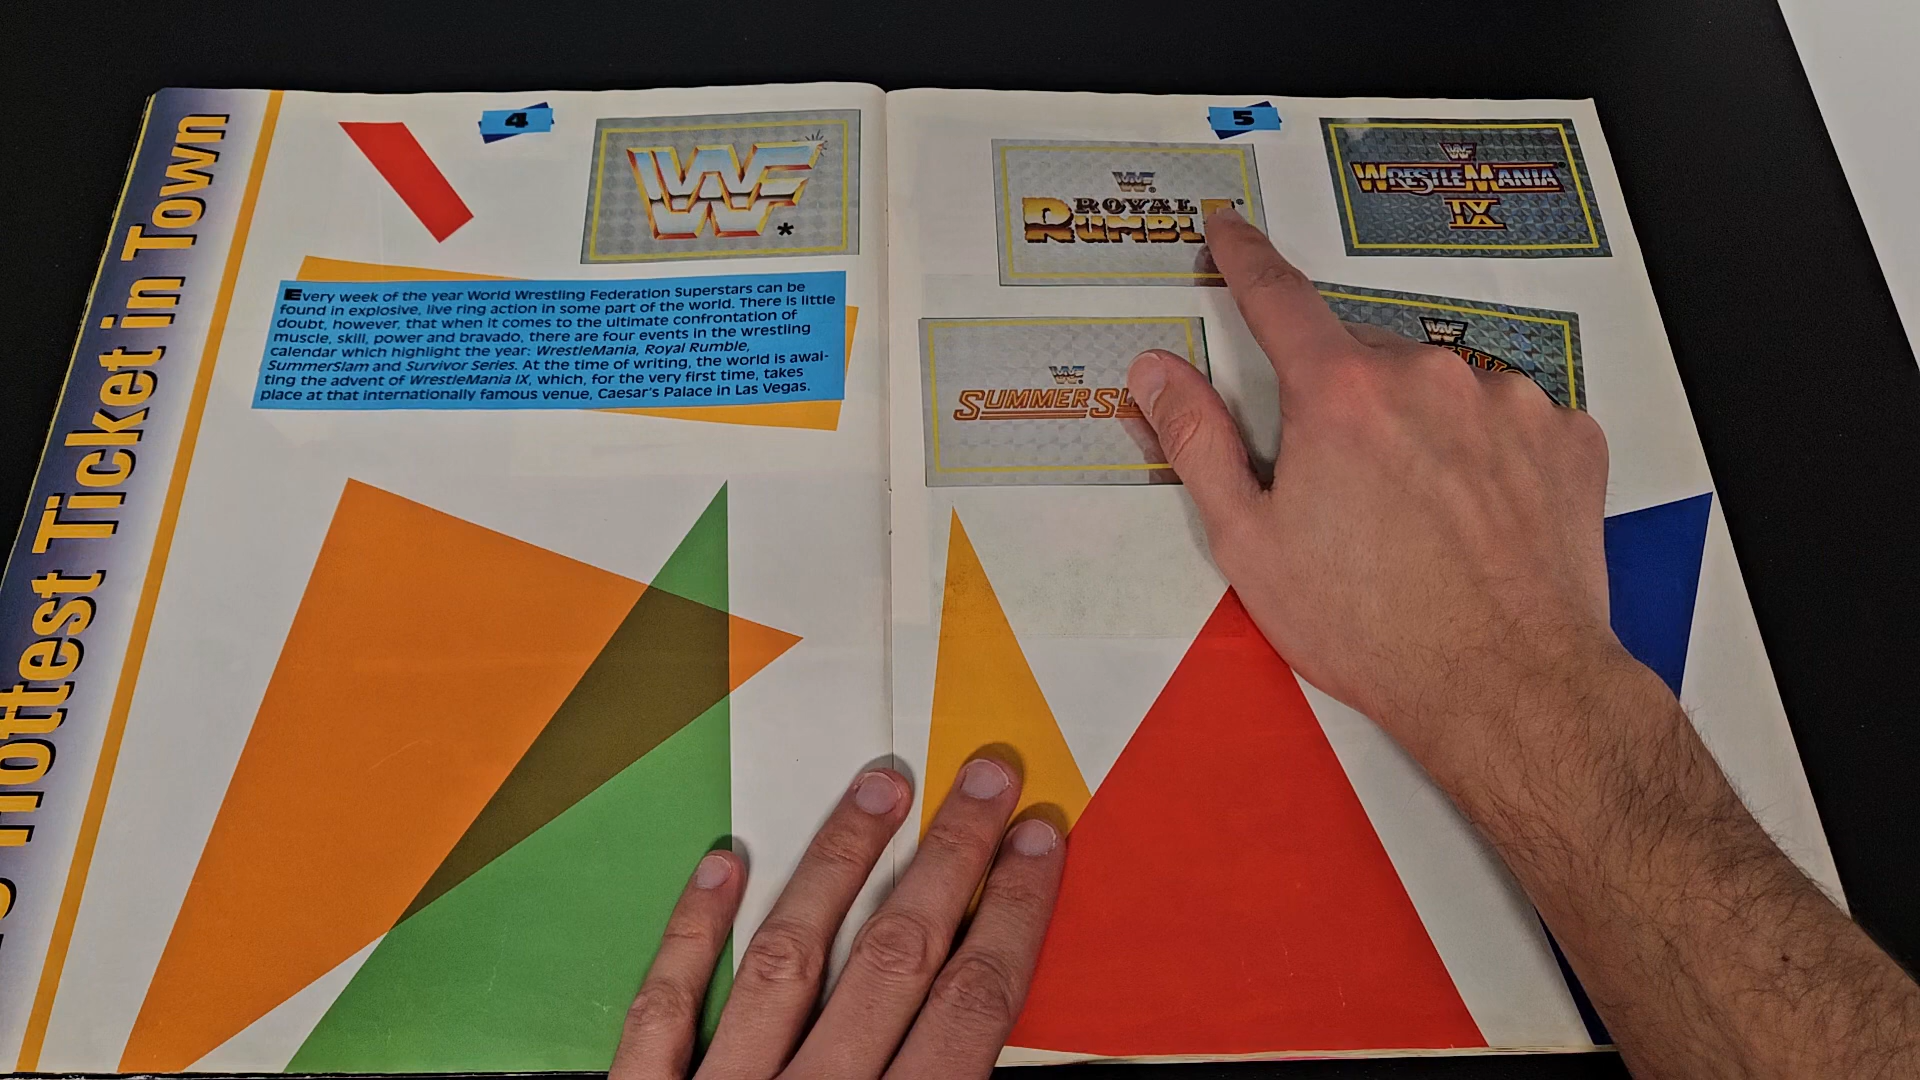 Hottest Ticket in Town
4
WWF
*
Every week of the year World Wrestling Federation Superstars can be
found in explosive, live ring action in some part of the world. There is little
doubt, however, that when it comes to the ultimate confrontation of
muscle, skill, power and bravado, there are four events in the wrestling
calendar which highlight the year: WrestleMania, Royal Rumble,
SummerSlam and Survivor Series. At the time of writing, the world is awai-
ting the advent of WrestleMania IX, which, for the very first time, takes
place at that internationally famous venue, Caesar's Palace in Las Vegas.
5
WWF®
ROYAL
RUMBL
WWF
WRESTLEMANIA®
IX
WWF
SUMMERSL
WWF